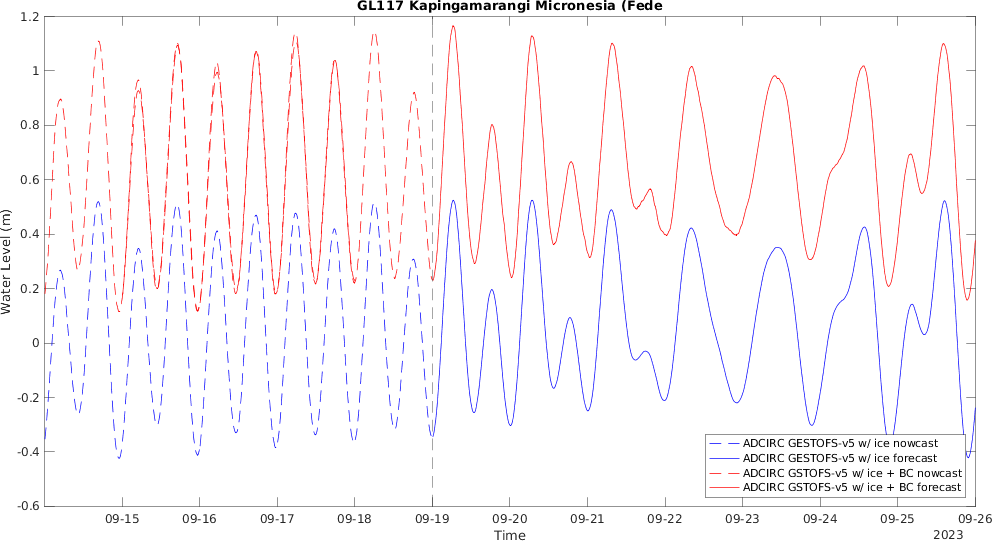 GL117 Kapingamarangi Micronesia (Fede
1.2
1
0.8
0.6
0.4
0.2
0
-0.2
-0.4
-0.6
Water Level (m)
ADCIRC GESTOFS-v5 w/ ice nowcast
ADCIRC GESTOFS-v5 w/ ice forecast
ADCIRC GSTOFS-v5 w/ ice + BC nowcast
ADCIRC GSTOFS-v5 w/ ice + BC forecast
09-15 09-16 09-17 09-18 09-19 09-20 09-21 09-22 09-23 09-24 09-25 09-26
Time
2023